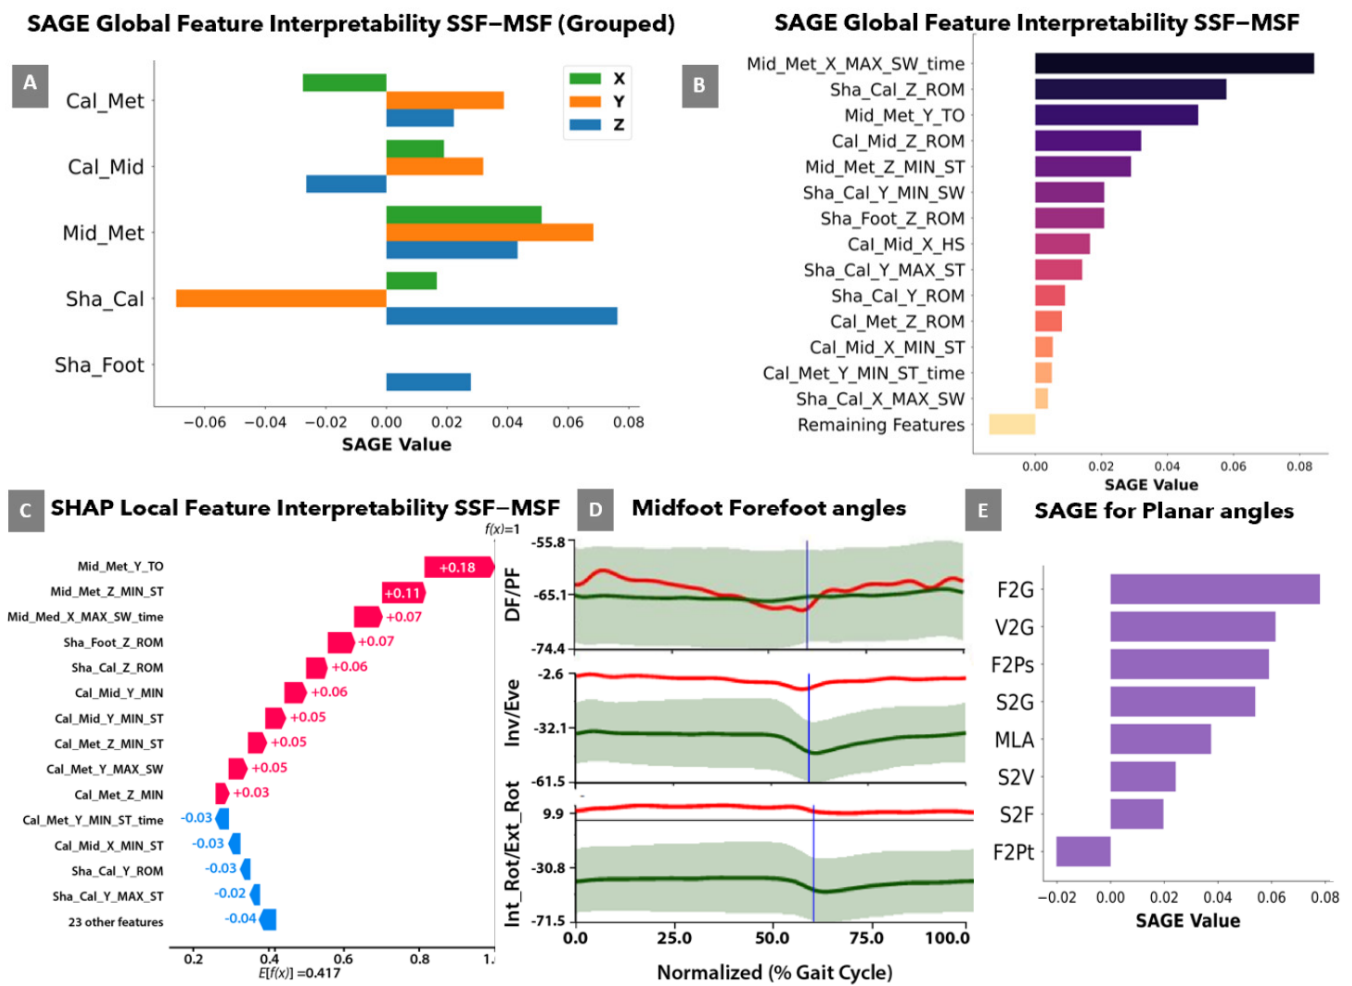 SAGE Global Feature Interpretability SSF−MSF (Grouped)
A
X
Y
Z
Cal_Met
Cal_Mid
Mid_Met
Sha_Cal
Sha_Foot
−0.06 −0.04 −0.02 0.00 0.02 0.04 0.06 0.08
SAGE Value
SAGE Global Feature Interpretability SSF−MSF
B
Mid_Met_X_MAX_SW_time
Sha_Cal_Z_ROM
Mid_Met_Y_TO
Cal_Mid_Z_ROM
Mid_Met_Z_MIN_ST
Sha_Cal_Y_MIN_SW
Sha_Foot_Z_ROM
Cal_Mid_X_HS
Sha_Cal_Y_MAX_ST
Sha_Cal_Y_ROM
Cal_Met_Z_ROM
Cal_Mid_X_MIN_ST
Cal_Met_Y_MIN_ST_time
Sha_Cal_X_MAX_SW
Remaining Features
0.00 0.02 0.04 0.06 0.08
SAGE Value
C
SHAP Local Feature Interpretability SSF−MSF
f(x)=1
Mid_Met_Y_TO +0.18
Mid_Met_Z_MIN_ST +0.11
Mid_Med_X_MAX_SW_time +0.07
Sha_Foot_Z_ROM +0.07
Sha_Cal_Z_ROM +0.06
Cal_Mid_Y_MIN +0.06
Cal_Mid_Y_MIN_ST +0.05
Cal_Met_Z_MIN_ST +0.05
Cal_Met_Y_MAX_SW +0.05
Cal_Met_Z_MIN +0.03
Cal_Met_Y_MIN_ST_time -0.03
Cal_Mid_X_MIN_ST -0.03
Sha_Cal_Y_ROM -0.03
Sha_Cal_Y_MAX_ST -0.02
23 other features -0.04
0.2 0.4 0.6 0.8 1.
E[f(x)] =0.417
D
Midfoot Forefoot angles
DF/PF
-55.8
-65.1
-74.4
Inv/Eve
-2.6
-32.1
-61.5
Int_Rot/Ext_Rot
9.9
-30.8
-71.5
0.0 25.0 50.0 75.0 100.0
Normalized (% Gait Cycle)
E
SAGE for Planar angles
F2G
V2G
F2Ps
S2G
MLA
S2V
S2F
F2Pt
−0.02 0.00 0.02 0.04 0.06 0.08
SAGE Value